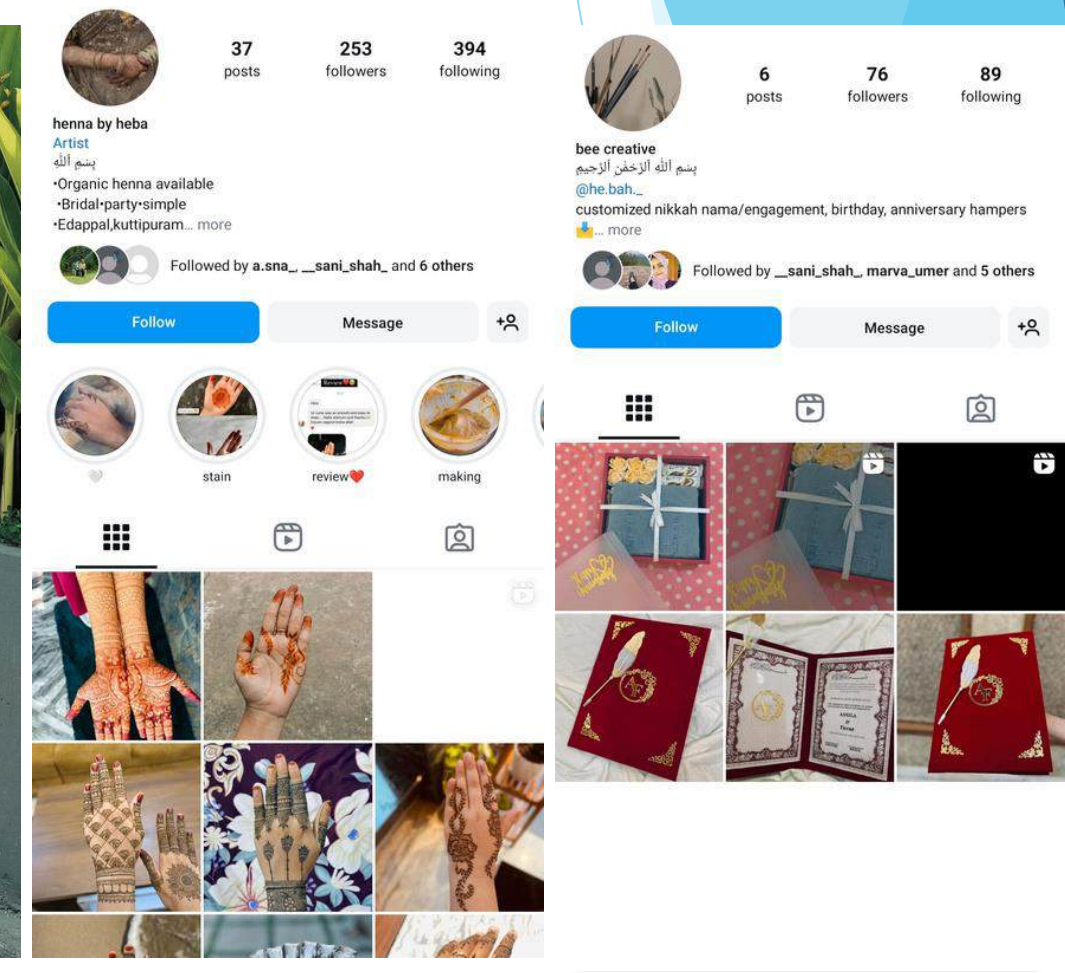 37
posts
253
followers
394
following
henna by heba
Artist
بِسْمِ ٱللَّٰهِ
•Organic henna available
•Bridal•party•simple
•Edappal,kuttipuram... more
Followed by a.sna_, __sani_shah_ and 6 others
Follow
Message
🤍
stain
review❤️
making
6
posts
76
followers
89
following
bee creative
بِسْمِ ٱللَّٰهِ ٱلرَّحْمَٰنِ ٱلرَّحِيمِ
@he.bah._
customized nikkah nama/engagement, birthday, anniversary hampers
📩... more
Followed by __sani_shah_, marva_umer and 5 others
Follow
Message